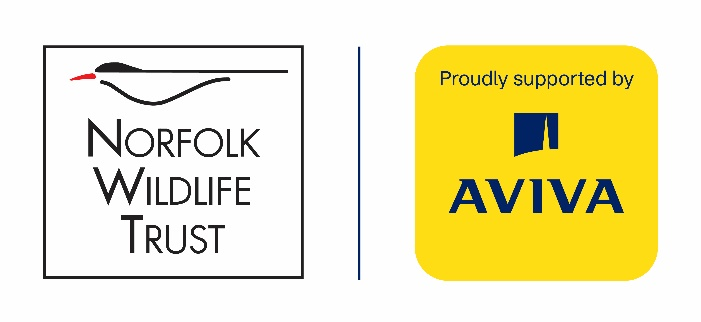 NORFOLK
WILDLIFE
TRUST
Proudly supported by
AVIVA